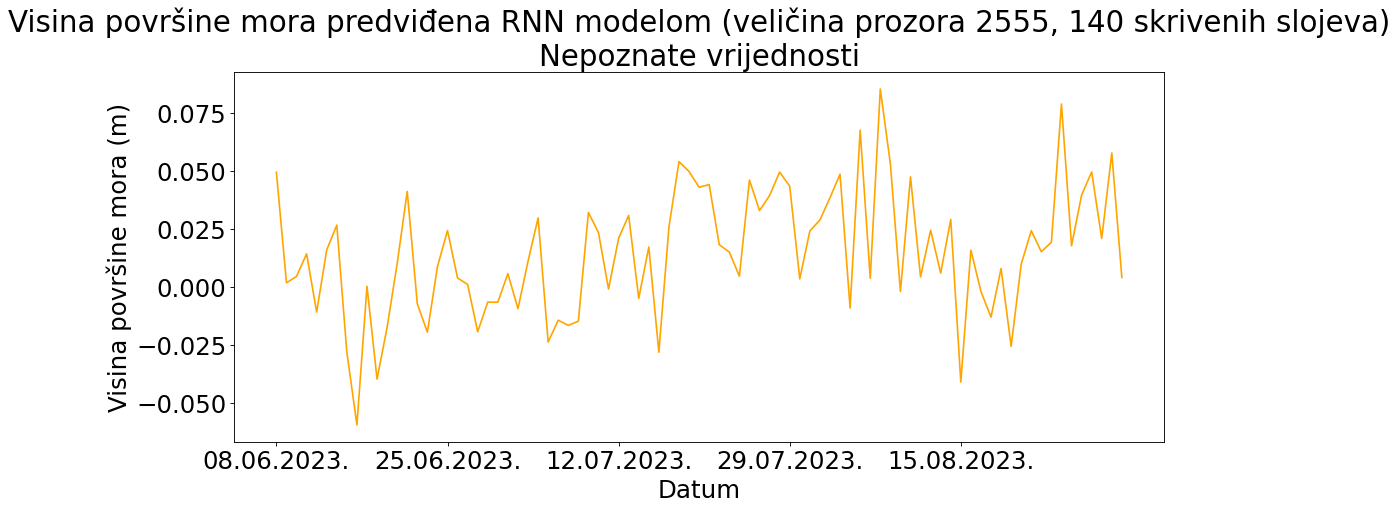 Visina površine mora predviđena RNN modelom (veličina prozora 2555, 140 skrivenih slojeva)
Nepoznate vrijednosti
Visina površine mora (m)
0.075
0.050
0.025
0.000
−0.025
−0.050
08.06.2023. 25.06.2023. 12.07.2023. 29.07.2023. 15.08.2023.
Datum